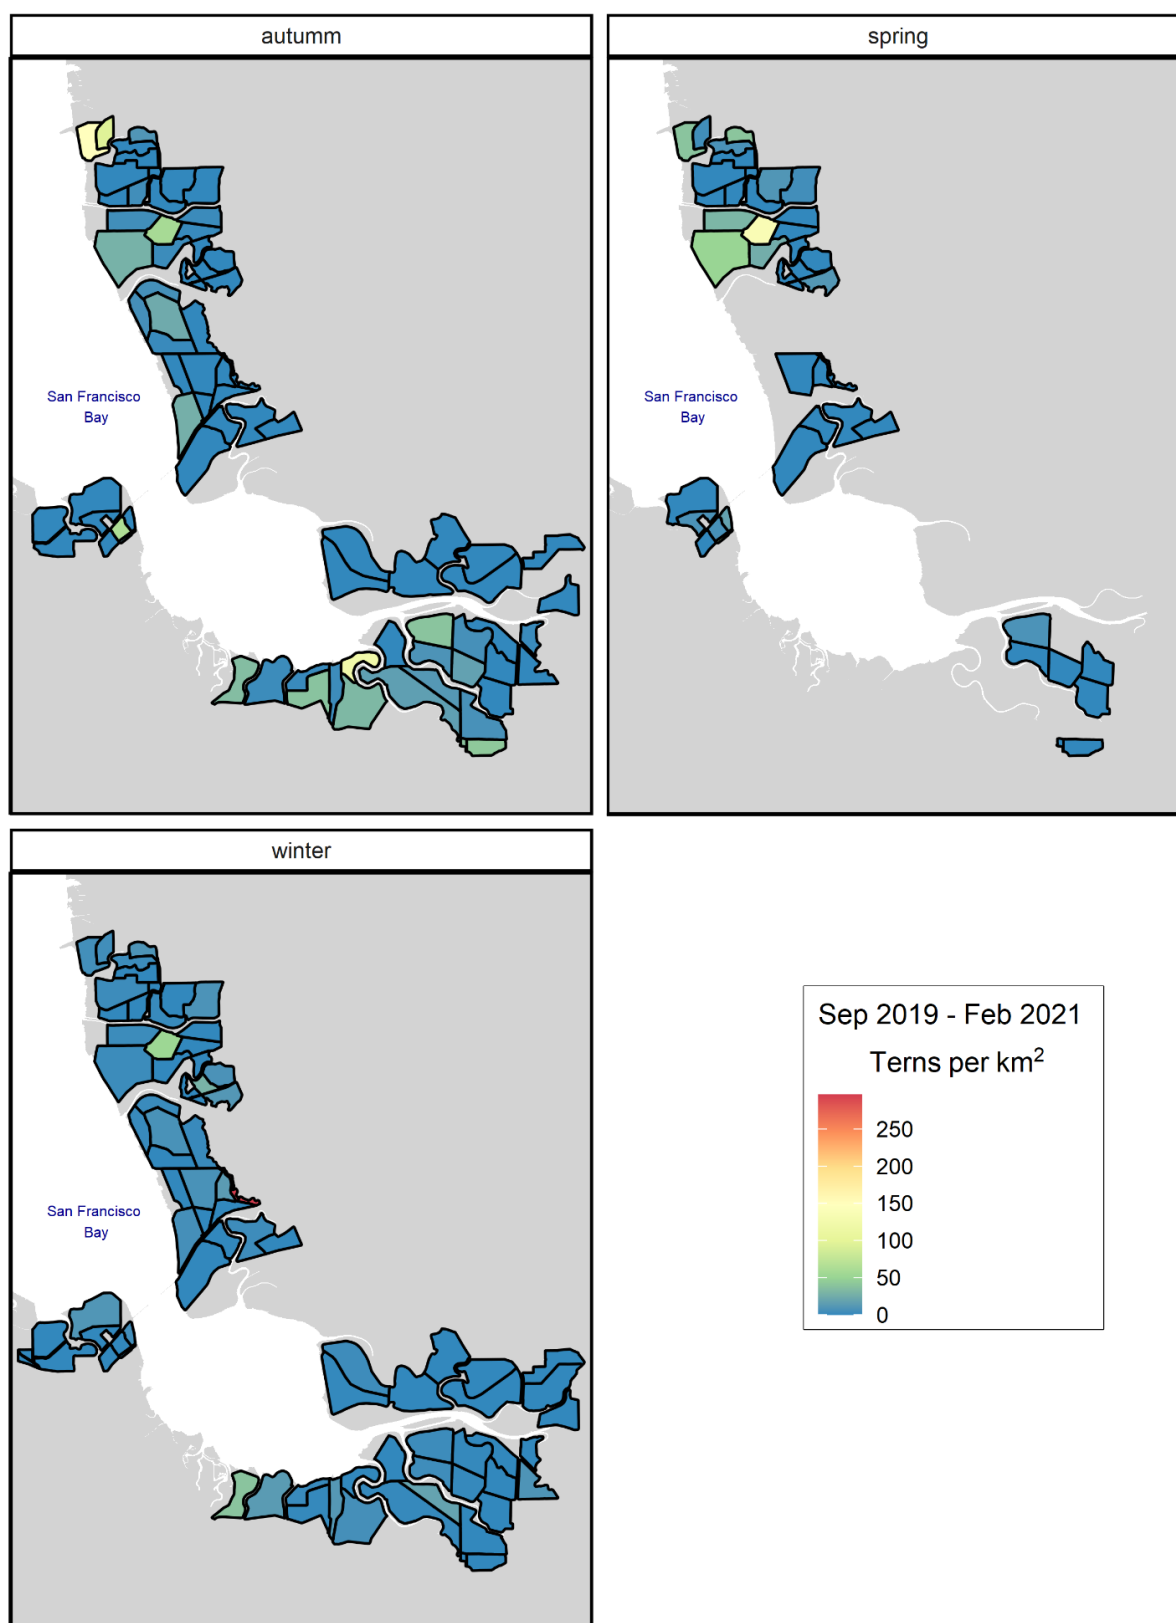 autumm
spring
San Francisco
Bay
San Francisco
Bay
winter
San Francisco
Bay
Sep 2019 - Feb 2021
Terns per km²
250
200
150
100
50
0